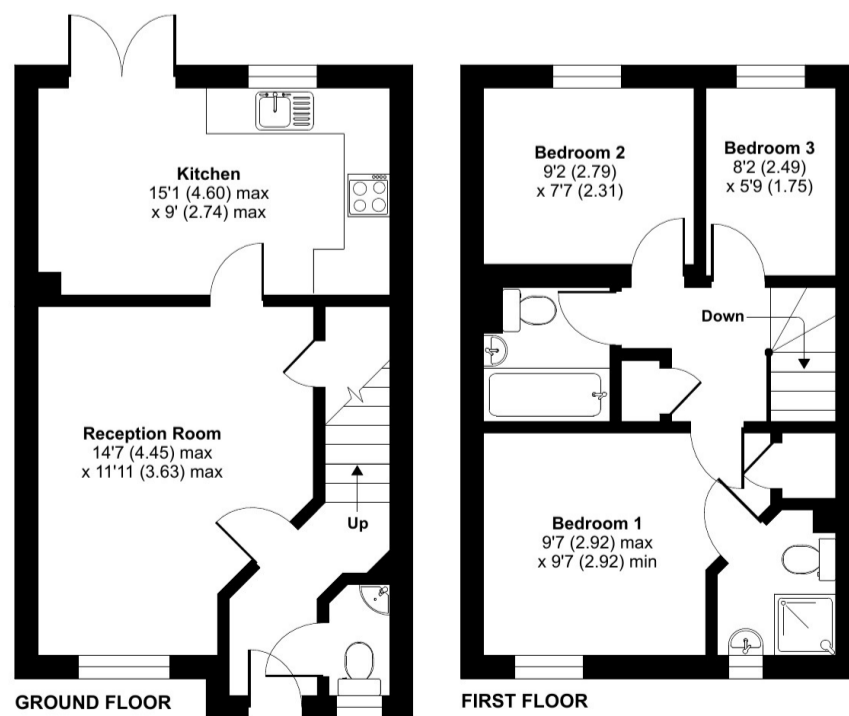 Kitchen
15'1 (4.60) max
x 9' (2.74) max
Reception Room
14'7 (4.45) max
x 11'11 (3.63) max
Up
GROUND FLOOR
Bedroom 2
9'2 (2.79)
x 7'7 (2.31)
Bedroom 3
8'2 (2.49)
x 5'9 (1.75)
Down
Bedroom 1
9'7 (2.92) max
x 9'7 (2.92) min
FIRST FLOOR